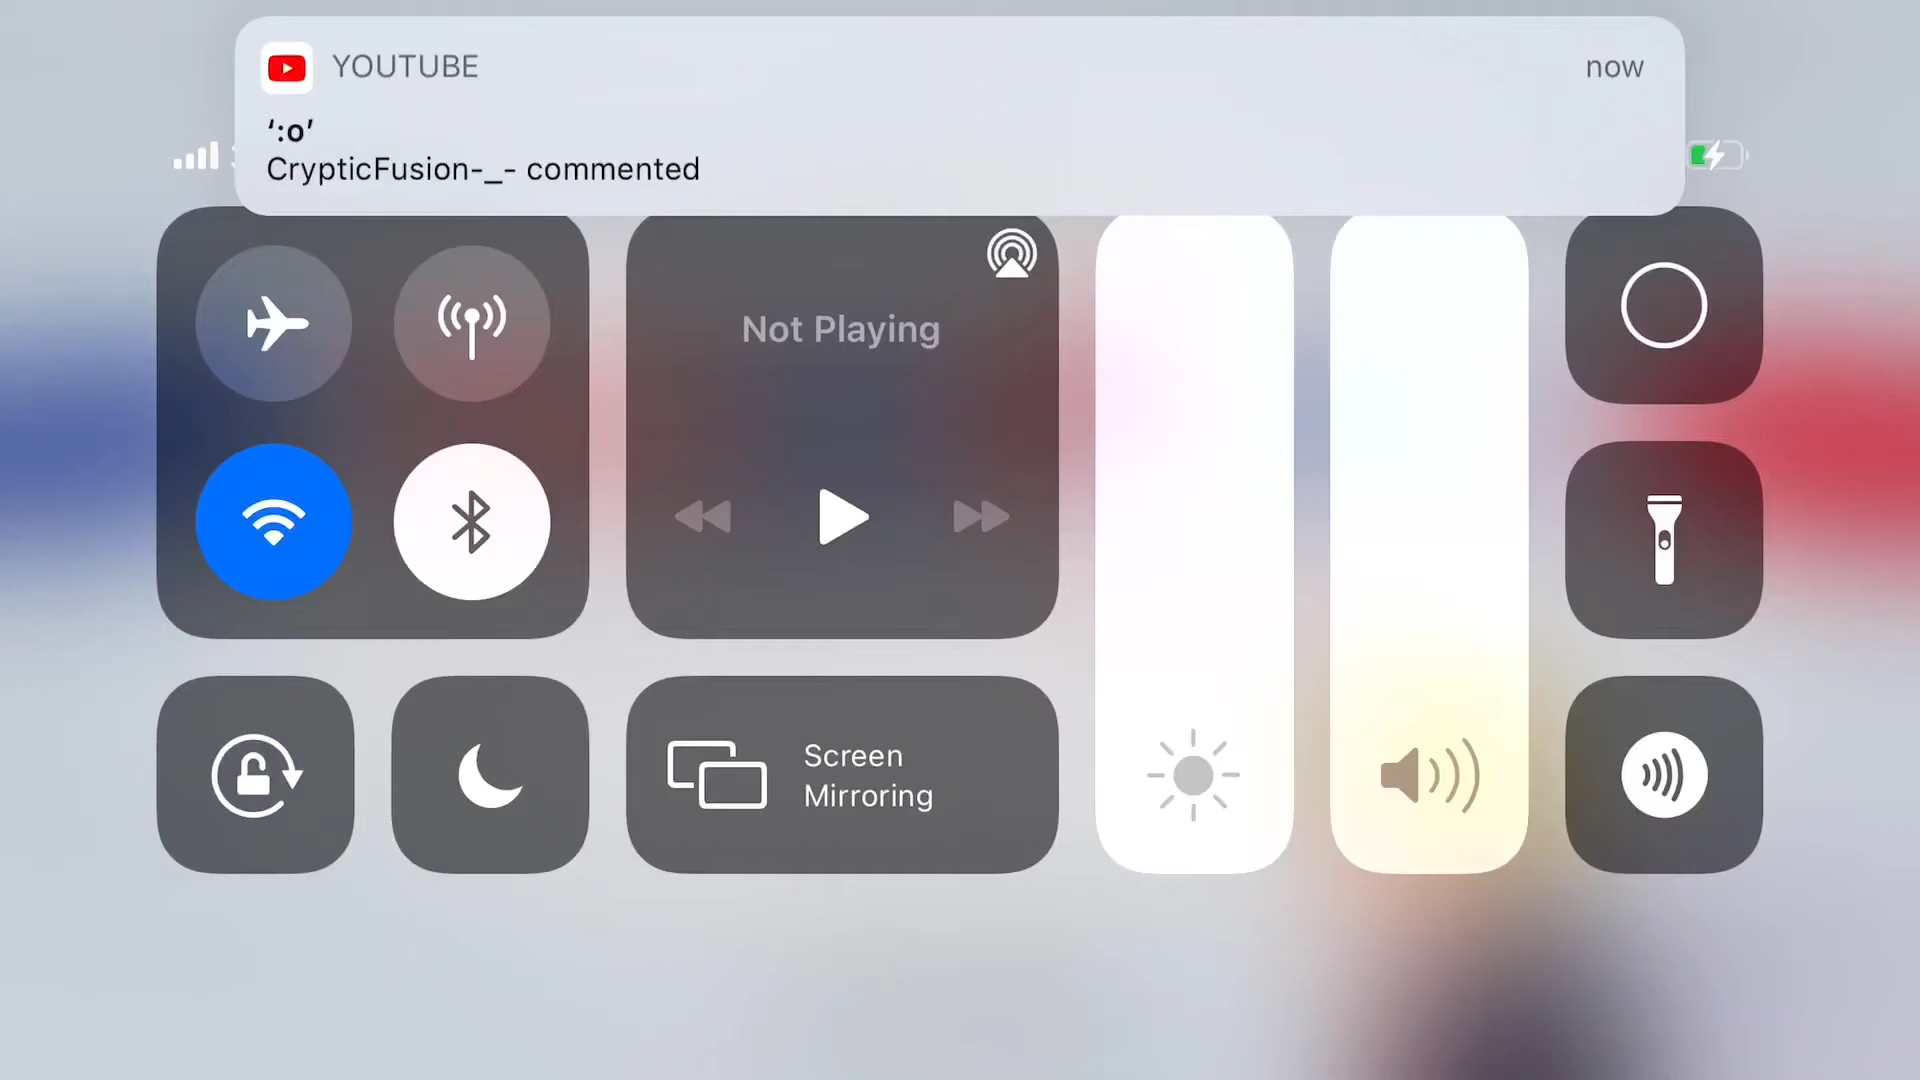 YOUTUBE
now
‘:o’
CrypticFusion-_- commented
Not Playing
Screen
Mirroring